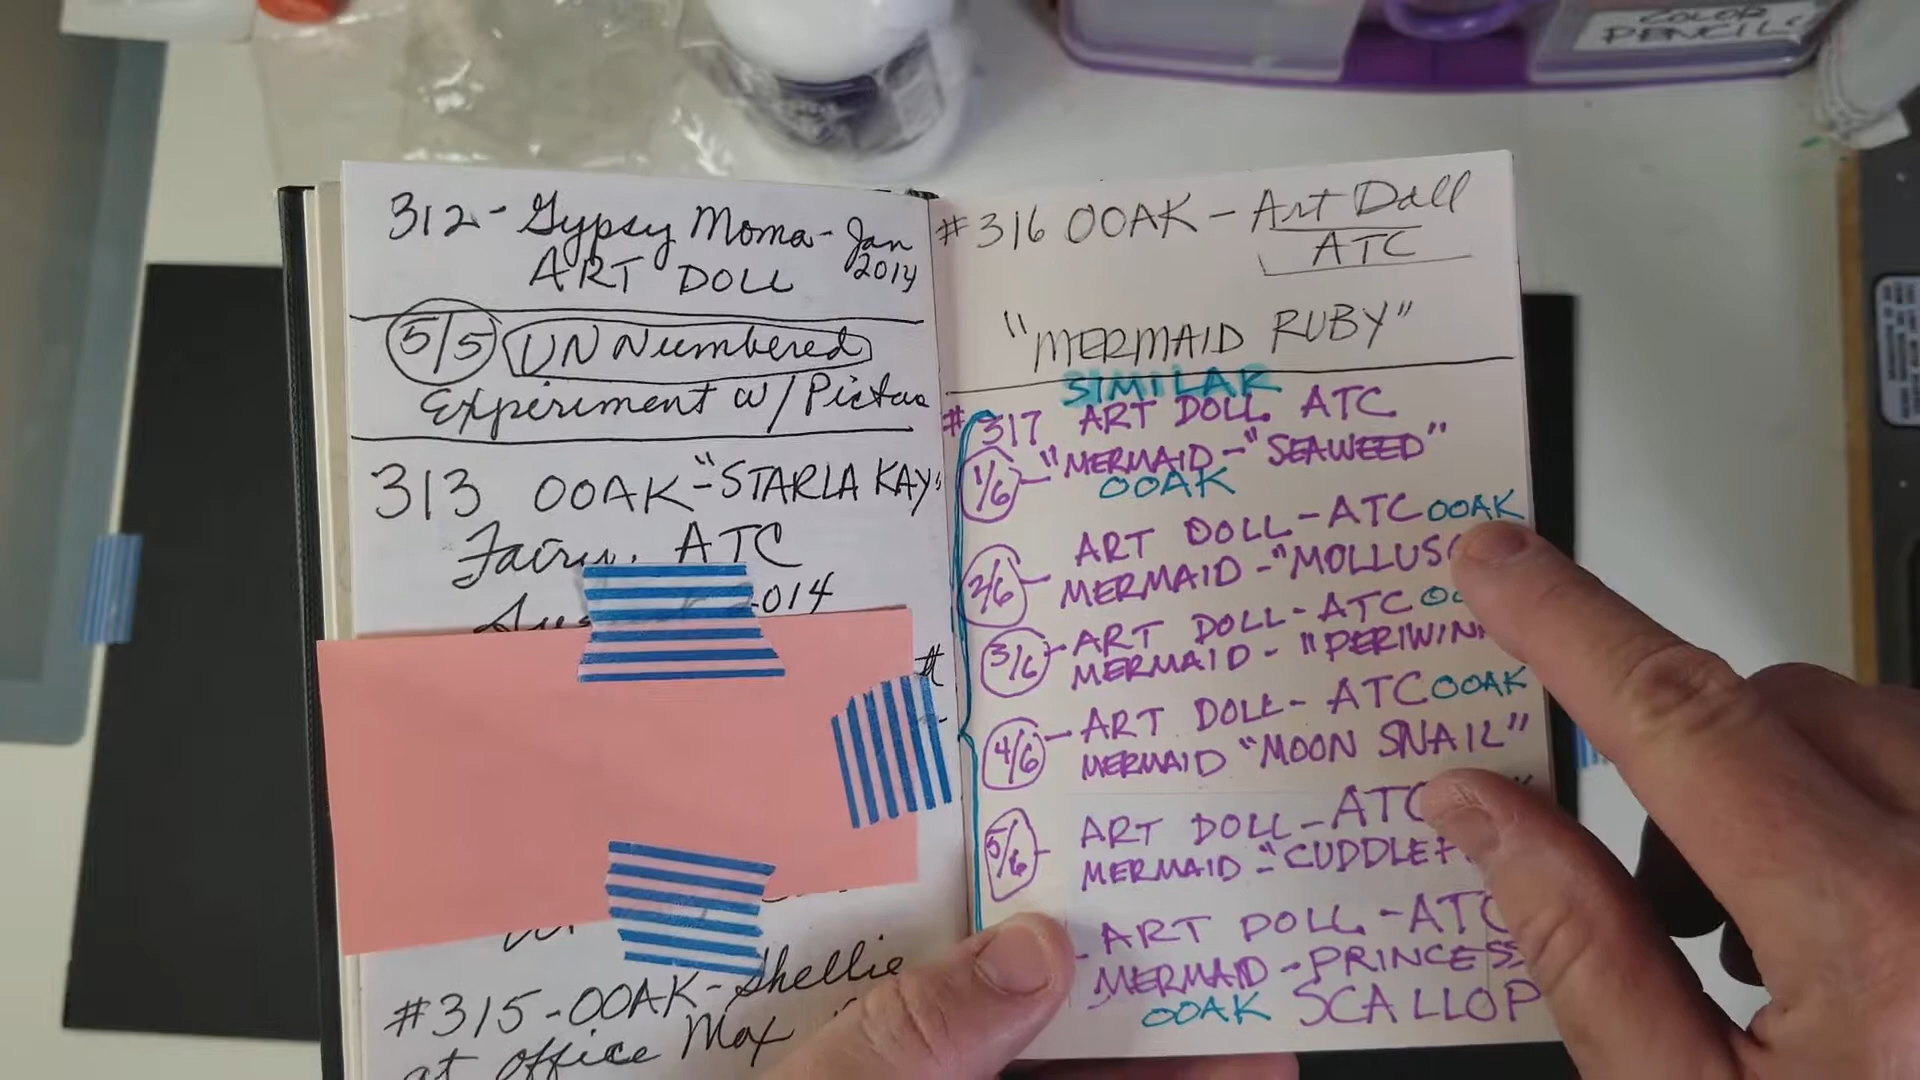 COLOR
PENCILS
312 - Gypsy Moma - Jan
2014
ART DOLL
5/5 UN Numbered
Experiment w/
313 OOAK - "STARLA KAY"
Fairy, ATC
2014
#
#315 - OOAK - Shellie
at office Max
#316 OOAK - Art Doll
ATC
"MERMAID RUBY"
SIMILAR
#317 ART DOLL ATC
1/6 - "MERMAID - "SEAWEED"
OOAK
ART DOLL - ATC OOAK
2/6 - MERMAID - "MOLLUSC
3/6 - ART DOLL - ATC
MERMAID - "PERIWIN
4/6 - ART DOLL - ATC OOAK
MERMAID "MOON SNAIL"
5/6 - ART DOLL - ATC
MERMAID - "CUDDLEF
- ART DOLL - ATC
MERMAID - PRINCESS
OOAK SCALLOP